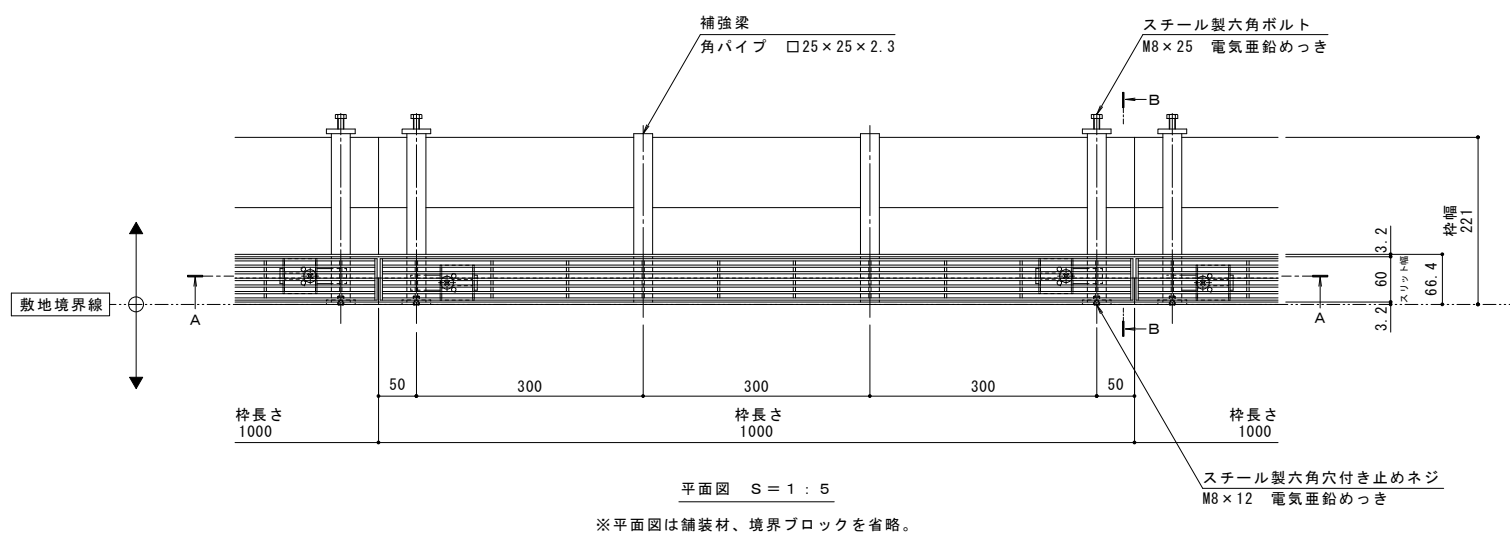 補強梁
角パイプ □25×25×2.3
スチール製六角ボルト
M8×25 電気亜鉛めっき
B
枠幅
221
3.2
スリット幅
60
66.4
3.2
敷地境界線
A
A
B
50
300
300
300
50
枠長さ
1000
枠長さ
1000
枠長さ
1000
スチール製六角穴付き止めネジ
M8×12 電気亜鉛めっき
平面図 S=1:5
※平面図は舗装材、境界ブロックを省略。